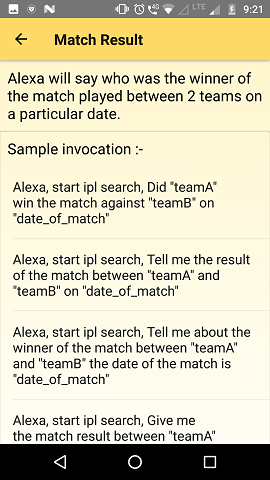 LTE 9:21
Match Result
Alexa will say who was the winner of
the match played between 2 teams on
a particular date.
Sample invocation :-
Alexa, start ipl search, Did "teamA"
win the match against "teamB" on
"date_of_match"
Alexa, start ipl search, Tell me the result
of the match between "teamA" and
"teamB" on "date_of_match"
Alexa, start ipl search, Tell me about the
winner of the match between "teamA"
and "teamB" the date of the match is
"date_of_match"
Alexa, start ipl search, Give me
the match result between "teamA"